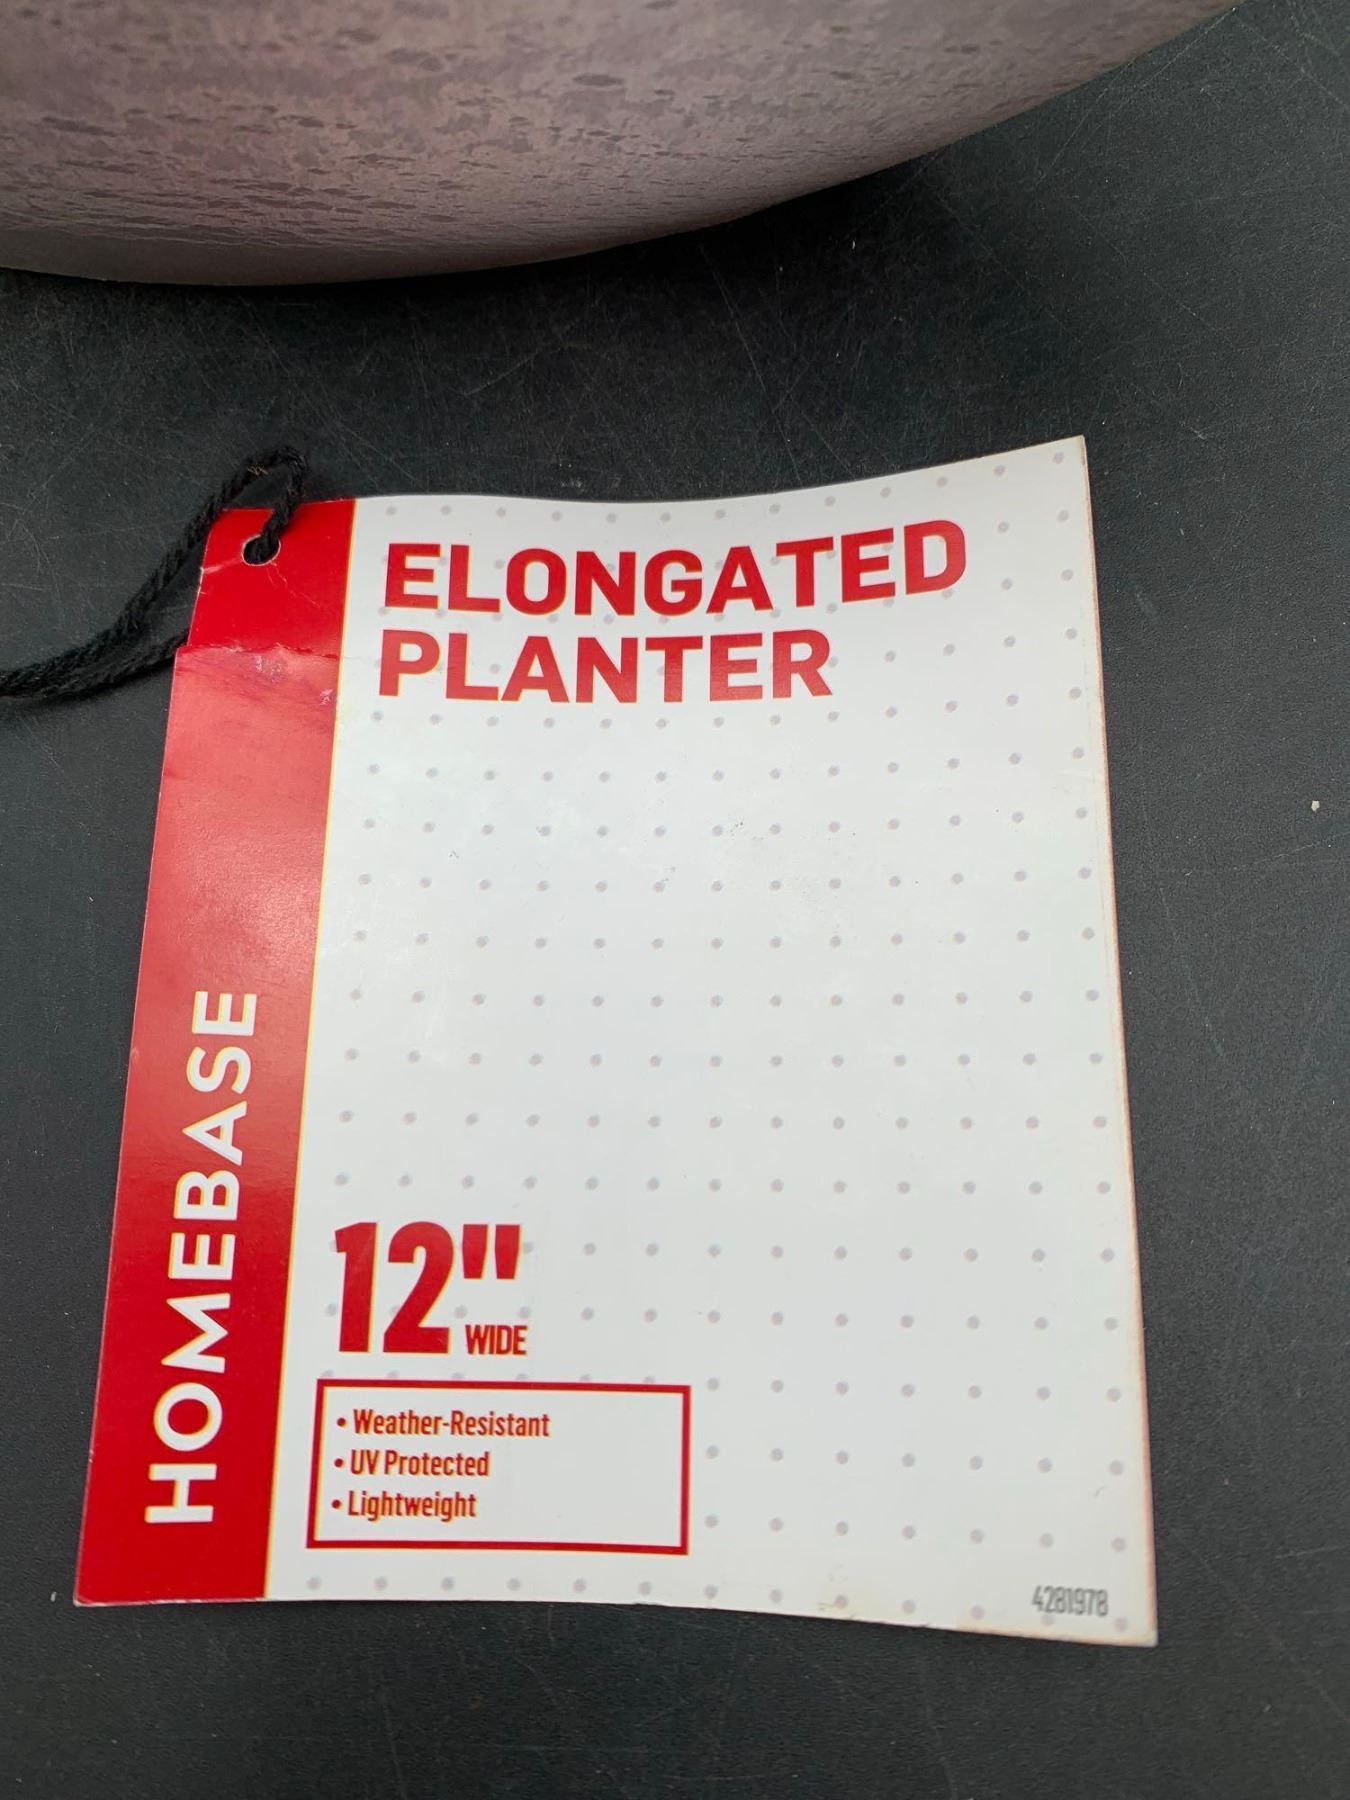 ELONGATED
PLANTER
HOMEBASE
12"
WIDE
• Weather-Resistant
• UV Protected
• Lightweight
4281978